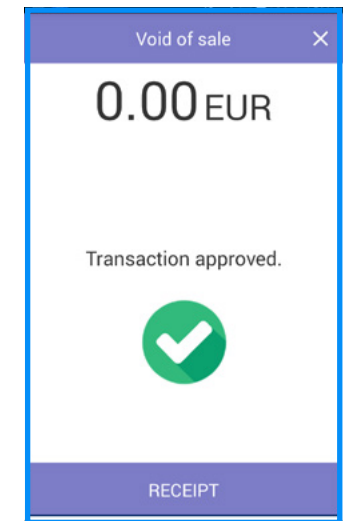 Void of sale
0.00 EUR
Transaction approved.
RECEIPT